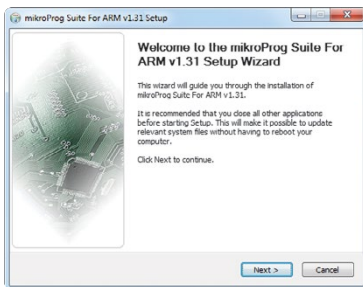 mikroProg Suite For ARM v1.31 Setup
Welcome to the mikroProg Suite For
ARM v1.31 Setup Wizard
This wizard will guide you through the installation of
mikroProg Suite For ARM v1.31.
It is recommended that you close all other applications
before starting Setup. This will make it possible to update
relevant system files without having to reboot your
computer.
Click Next to continue.
Next >
Cancel